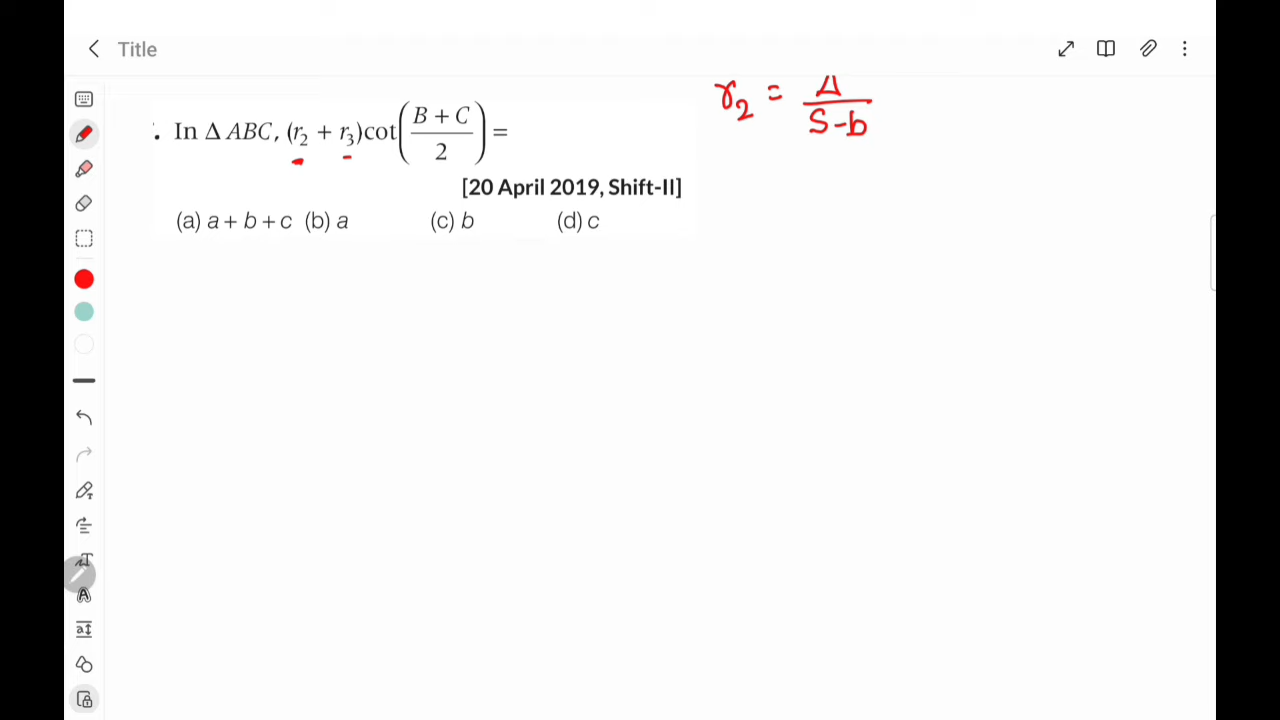 Title
r₂ = Δ/(S-b)
. In Δ ABC, (r₂ + r₃)cot((B + C)/2) =
[20 April 2019, Shift-II]
(a) a + b + c (b) a (c) b (d) c